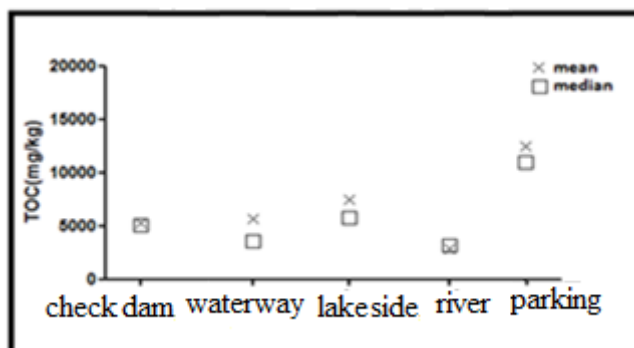 20000
mean
median
15000
10000
5000
0
TOC(mg/kg)
check dam waterway lake side river parking